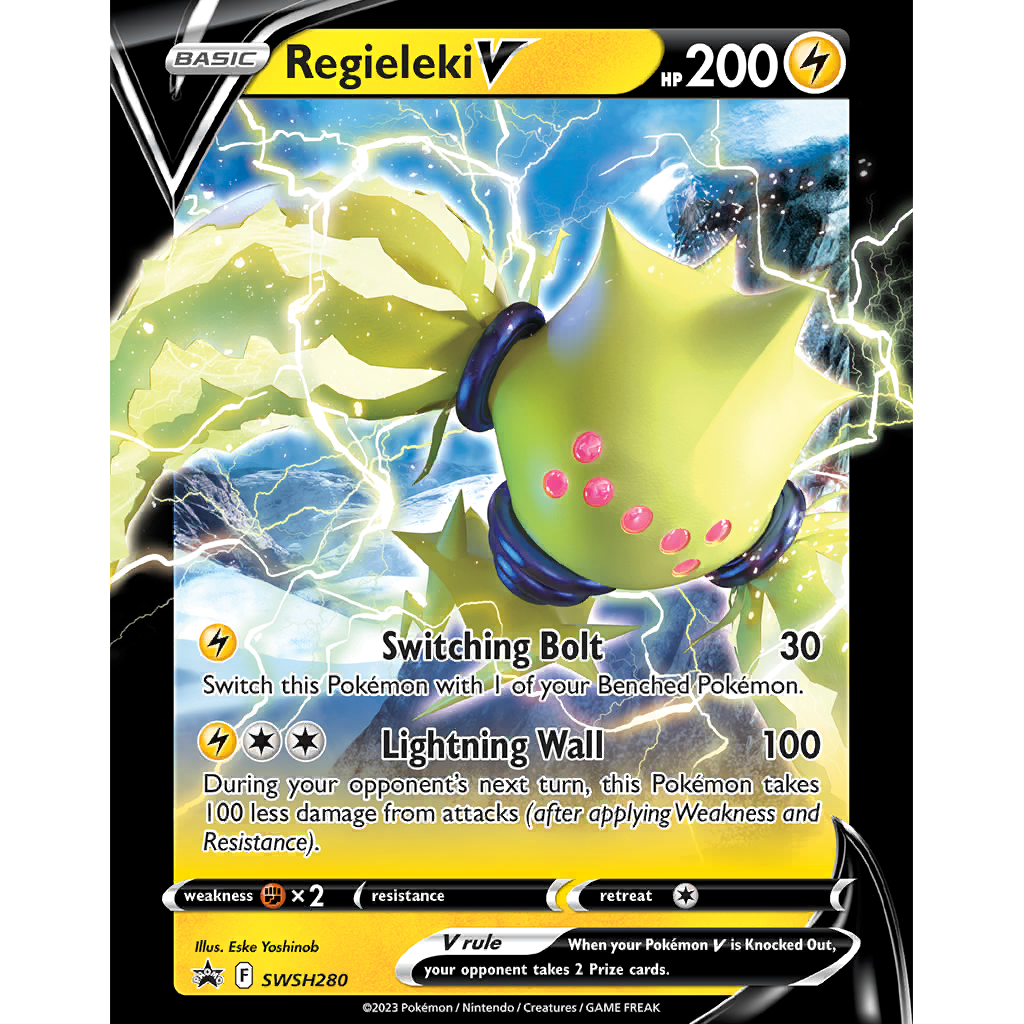 BASIC Regieleki V HP 200
Switching Bolt 30
Switch this Pokémon with 1 of your Benched Pokémon.
Lightning Wall 100
During your opponent's next turn, this Pokémon takes
100 less damage from attacks (after applying Weakness and
Resistance).
weakness ×2 resistance retreat
Illus. Eske Yoshinob
V rule When your Pokémon V is Knocked Out,
your opponent takes 2 Prize cards.
PROMO F SWSH280
©2023 Pokémon / Nintendo / Creatures / GAME FREAK